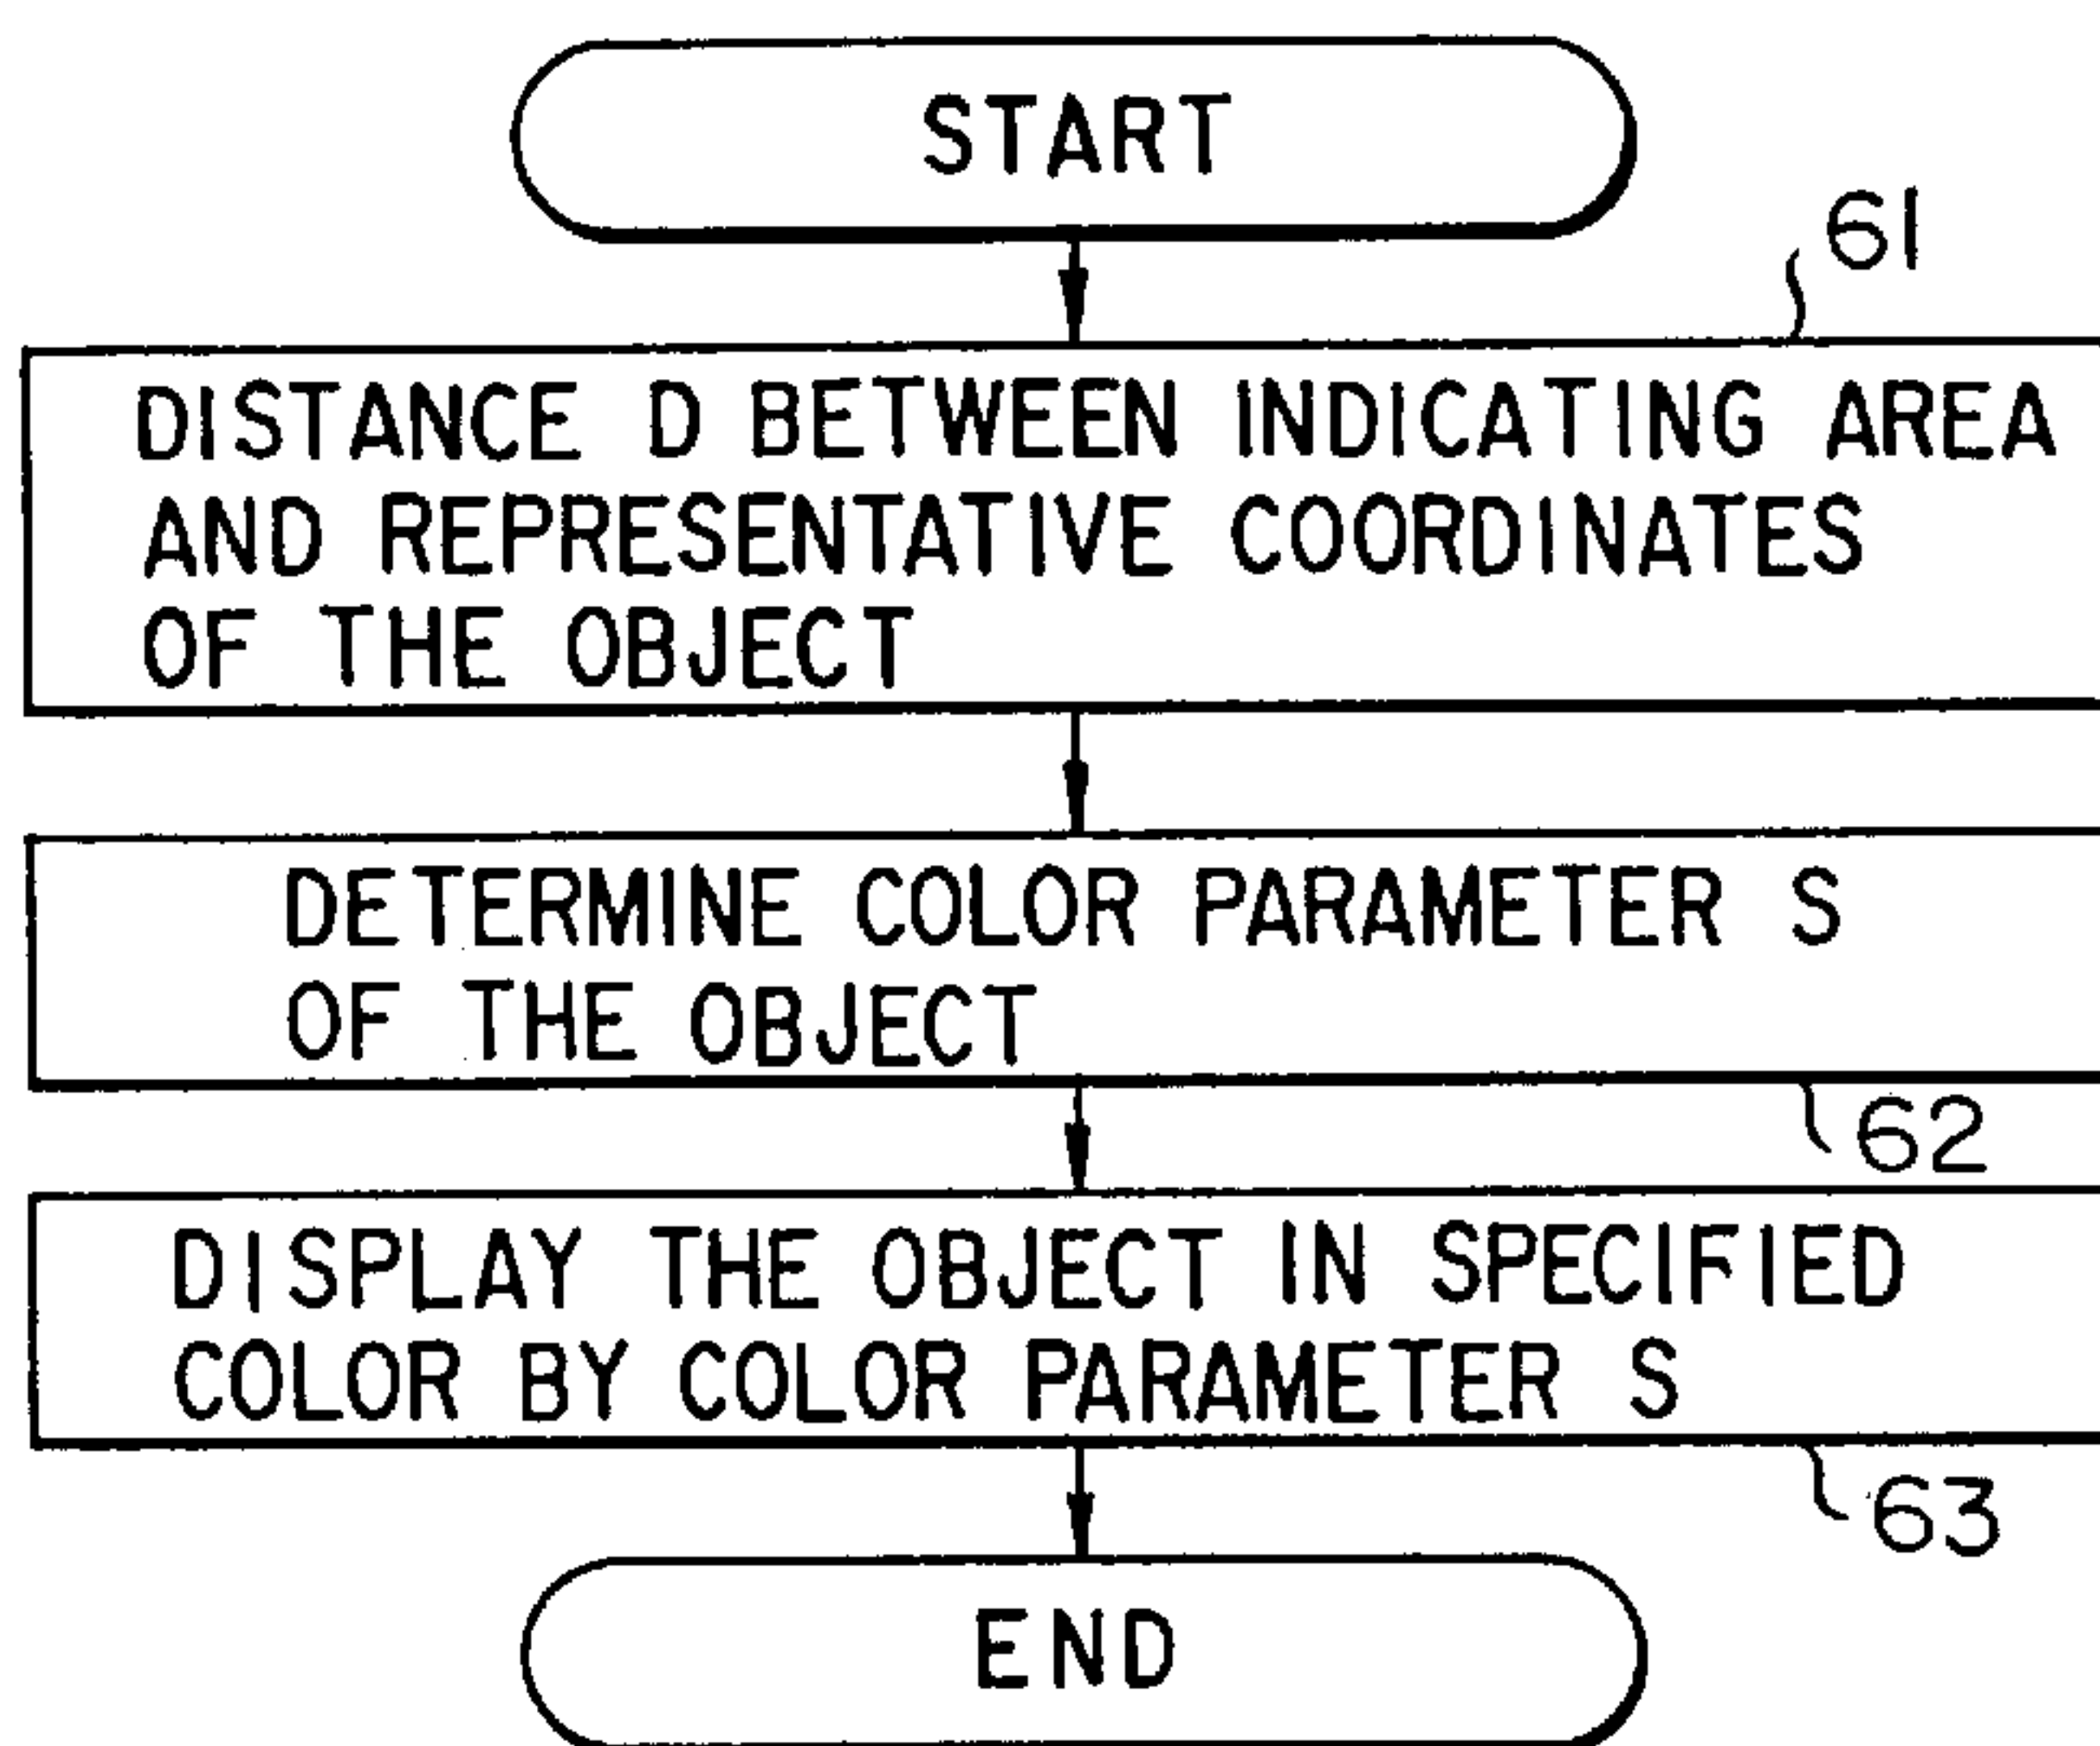 START
61
DISTANCE D BETWEEN INDICATING AREA
AND REPRESENTATIVE COORDINATES
OF THE OBJECT
DETERMINE COLOR PARAMETER S
OF THE OBJECT
62
DISPLAY THE OBJECT IN SPECIFIED
COLOR BY COLOR PARAMETER S
63
END